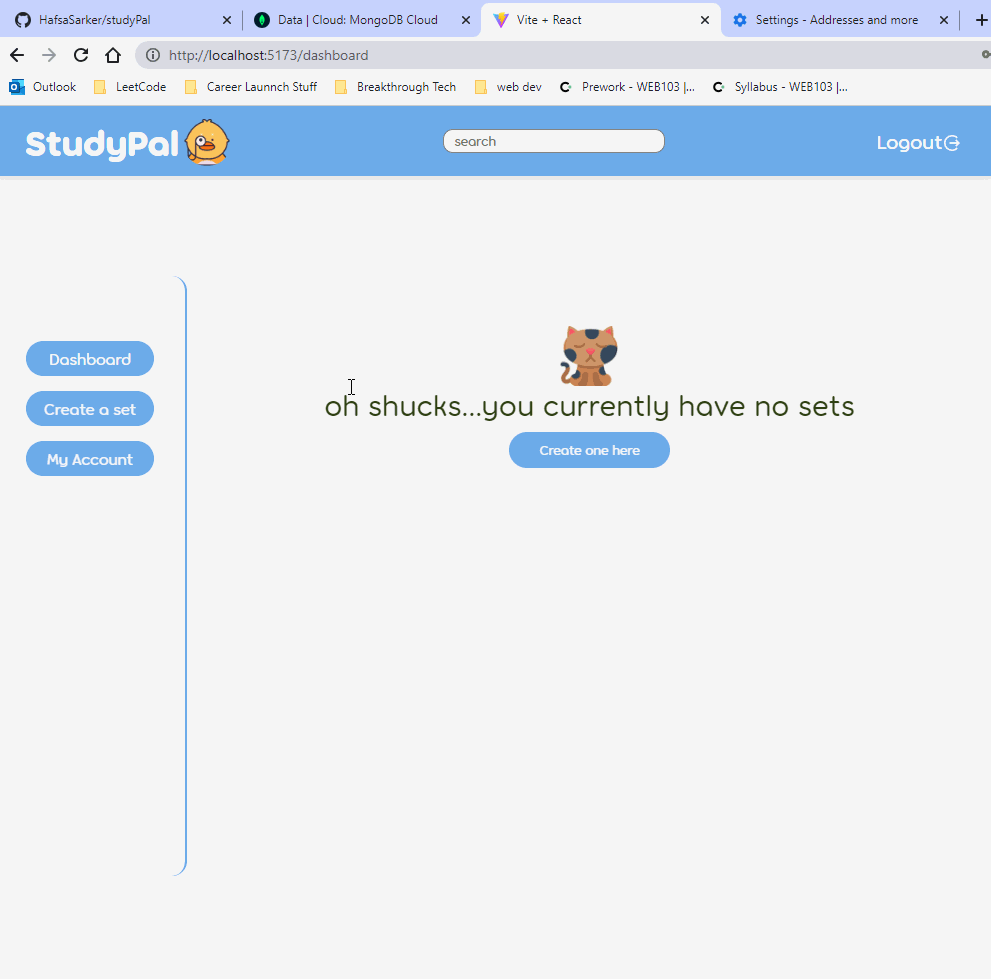 HafsaSarker/studyPal
Data | Cloud: MongoDB Cloud
Vite + React
Settings - Addresses and more
http://localhost:5173/dashboard
Outlook
LeetCode
Career Launnch Stuff
Breakthrough Tech
web dev
Prework - WEB103 |...
Syllabus - WEB103 |...
StudyPal
search
Logout
Dashboard
Create a set
My Account
oh shucks...you currently have no sets
Create one here